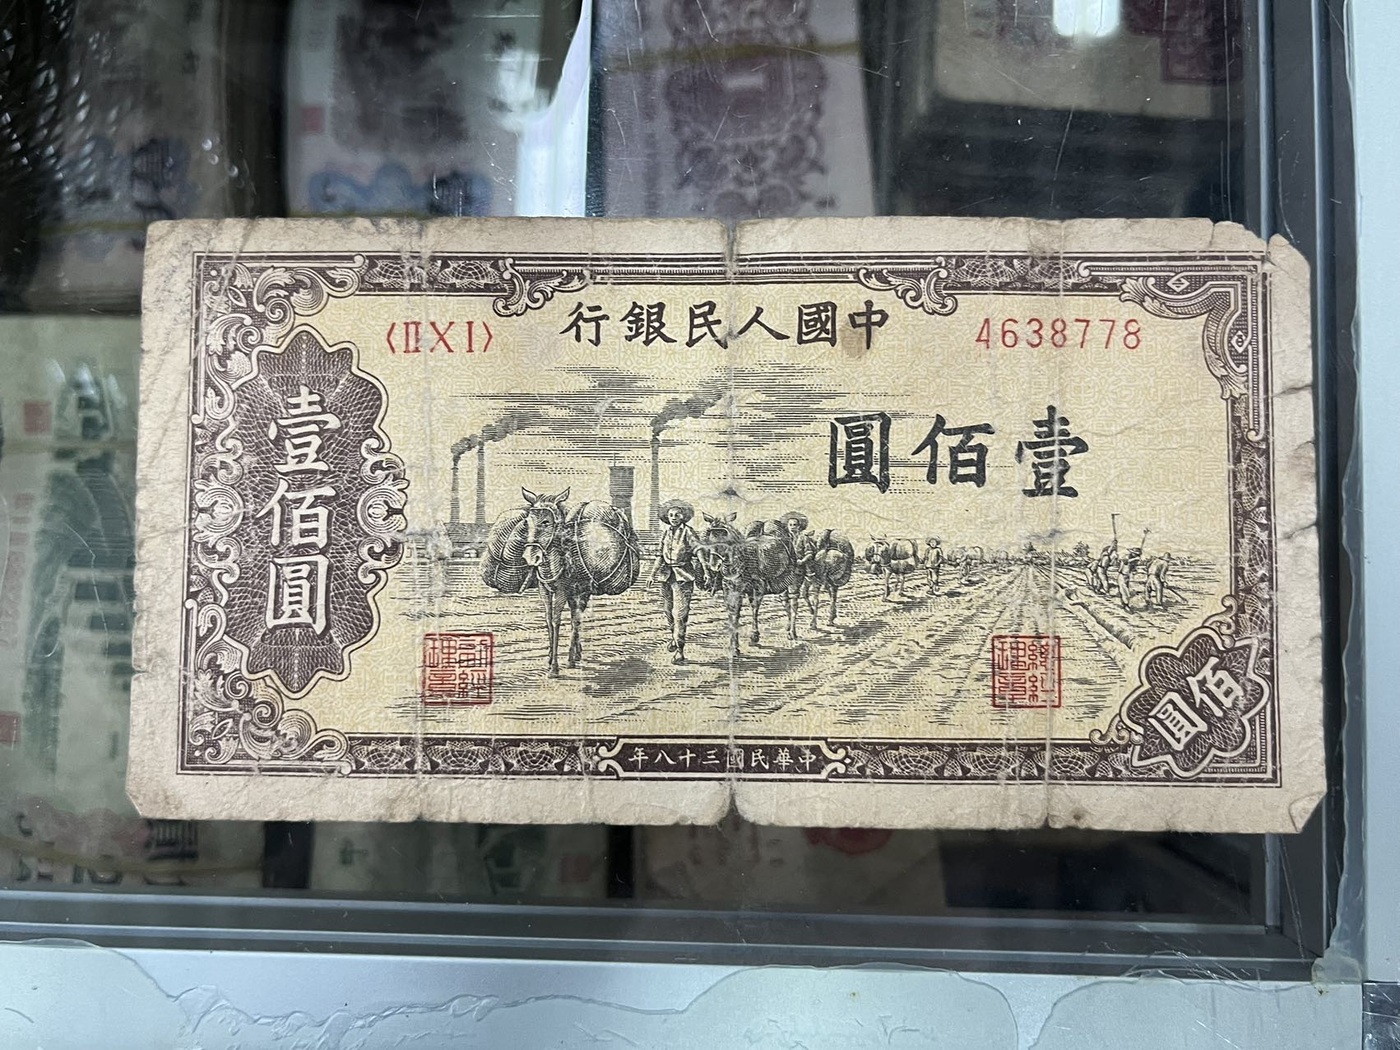 中國人民銀行
〈ⅡXI〉
4638778
壹佰圓
壹佰圓
佰圓
中華民國三十八年